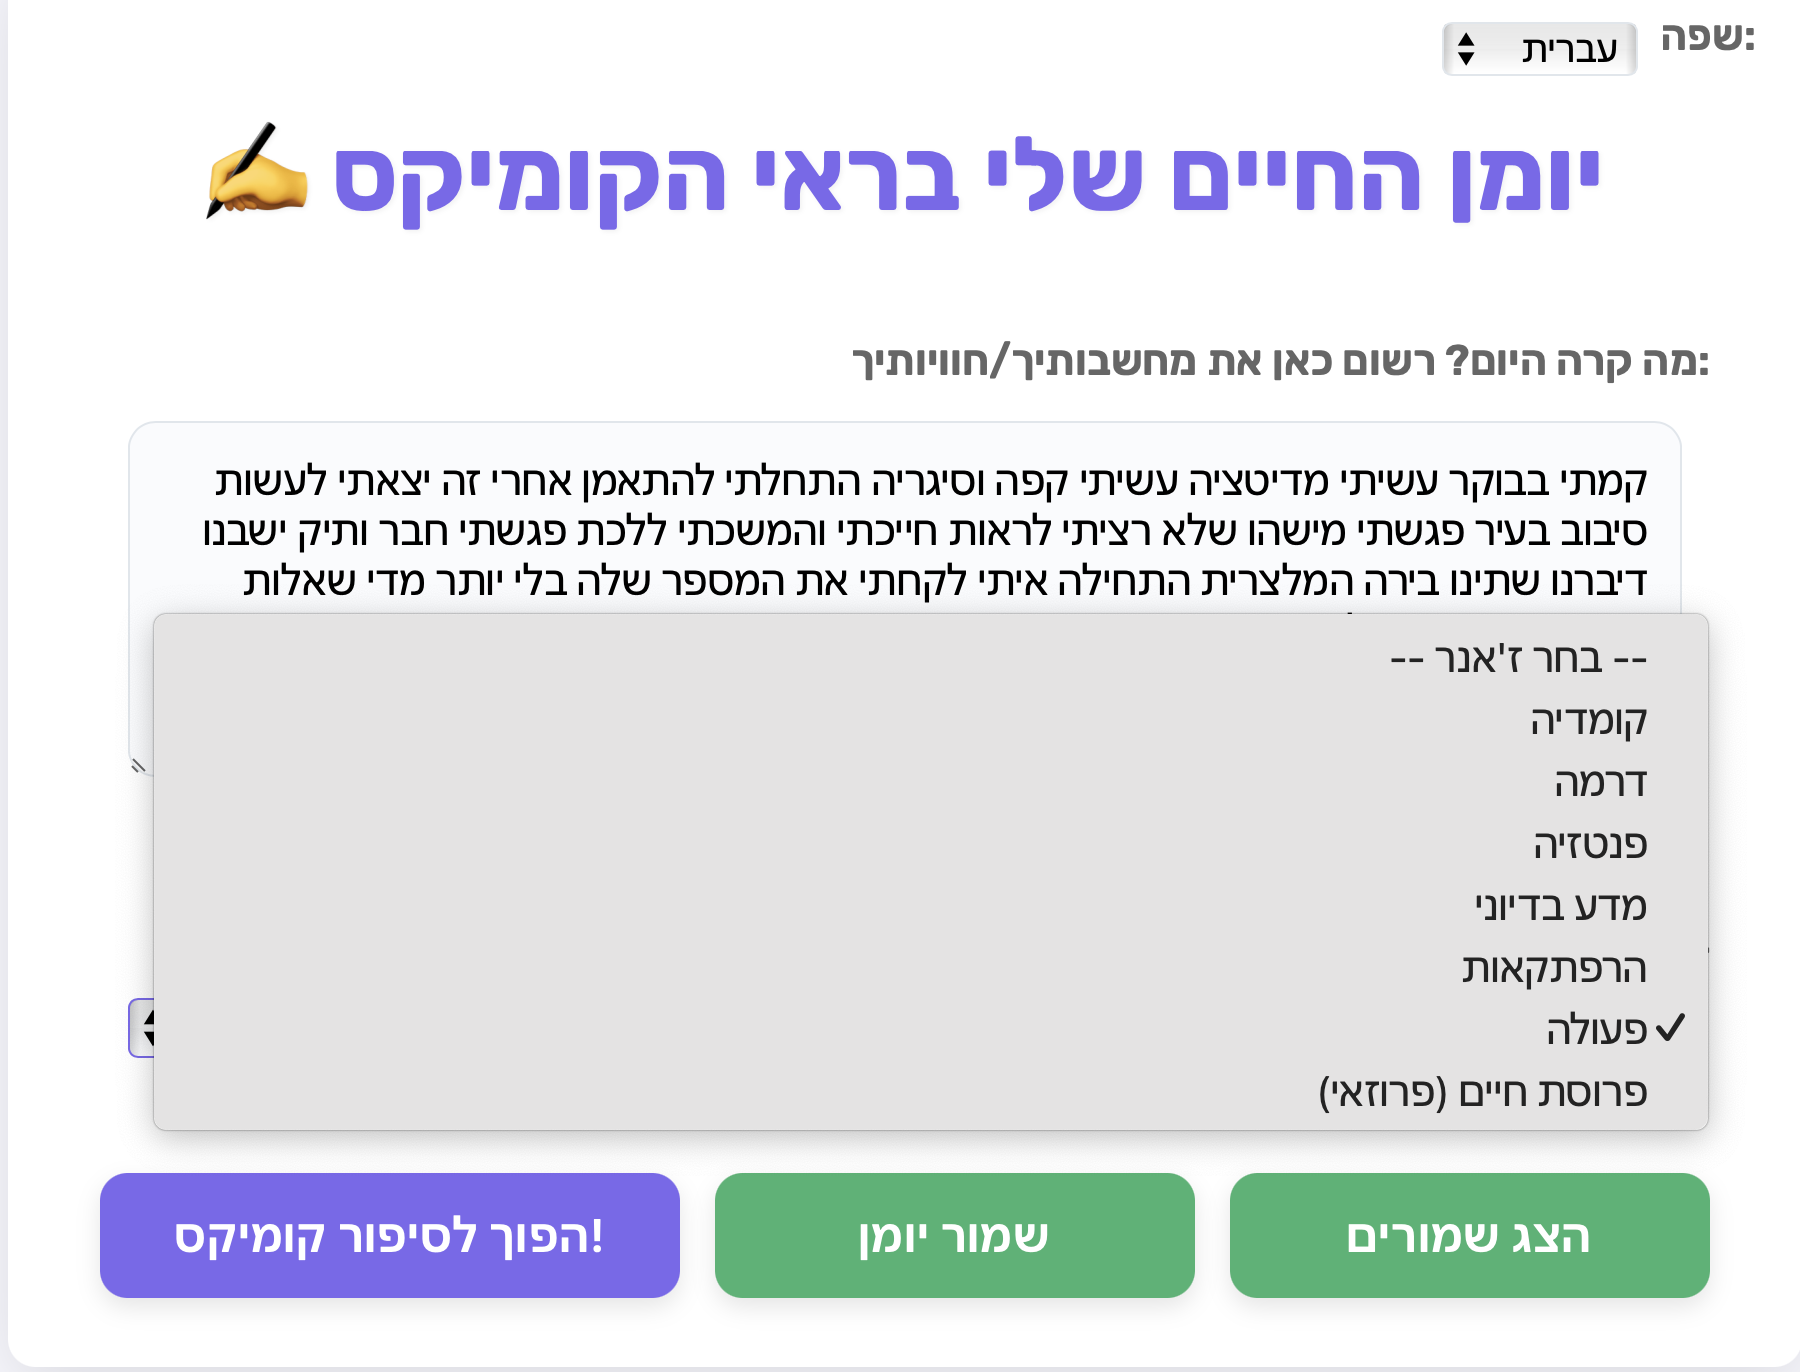 שפה:
עברית
יומן החיים שלי בראי הקומיקס
מה קרה היום? רשום כאן את מחשבותיך/חוויותיך:
קמתי בבוקר עשיתי מדיטציה עשיתי קפה וסיגריה התחלתי להתאמן אחרי זה יצאתי לעשות
סיבוב בעיר פגשתי מישהו שלא רציתי לראות חייכתי והמשכתי ללכת פגשתי חבר ותיק ישבנו
דיברנו שתינו בירה המלצרית התחילה איתי לקחתי את המספר שלה בלי יותר מדי שאלות
-- בחר ז'אנר --
קומדיה
דרמה
פנטזיה
מדע בדיוני
הרפתקאות
✓ פעולה
פרוסת חיים (פרוזאי)
הצג שמורים
שמור יומן
הפוך לסיפור קומיקס!